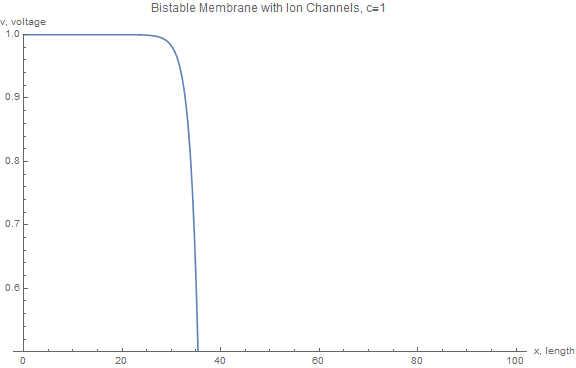 Bistable Membrane with Ion Channels, c=1
v, voltage
1.0
0.9
0.8
0.7
0.6
0 20 40 60 80 100
x, length